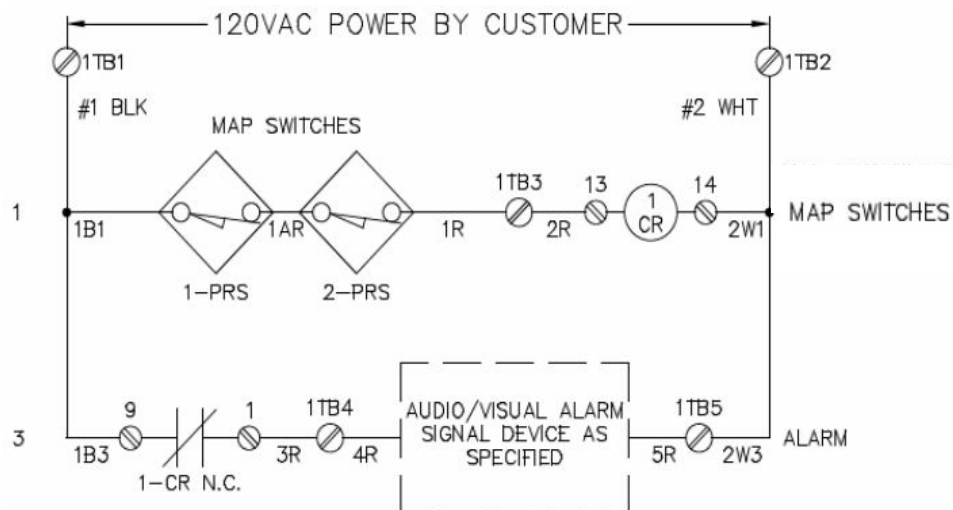 120VAC POWER BY CUSTOMER
1TB1
1TB2
#1 BLK
#2 WHT
MAP SWITCHES
1TB3
13
14
1
1
CR
MAP SWITCHES
1B1
1AR
1R
2R
2W1
1-PRS
2-PRS
9
1
1TB4
AUDIO/VISUAL ALARM
SIGNAL DEVICE AS
SPECIFIED
1TB5
3
ALARM
1B3
3R
4R
5R
2W3
1-CR N.C.